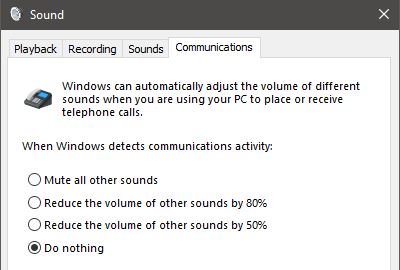 Sound
Playback Recording Sounds Communications
Windows can automatically adjust the volume of different
sounds when you are using your PC to place or receive
telephone calls.
When Windows detects communications activity:
Mute all other sounds
Reduce the volume of other sounds by 80%
Reduce the volume of other sounds by 50%
Do nothing